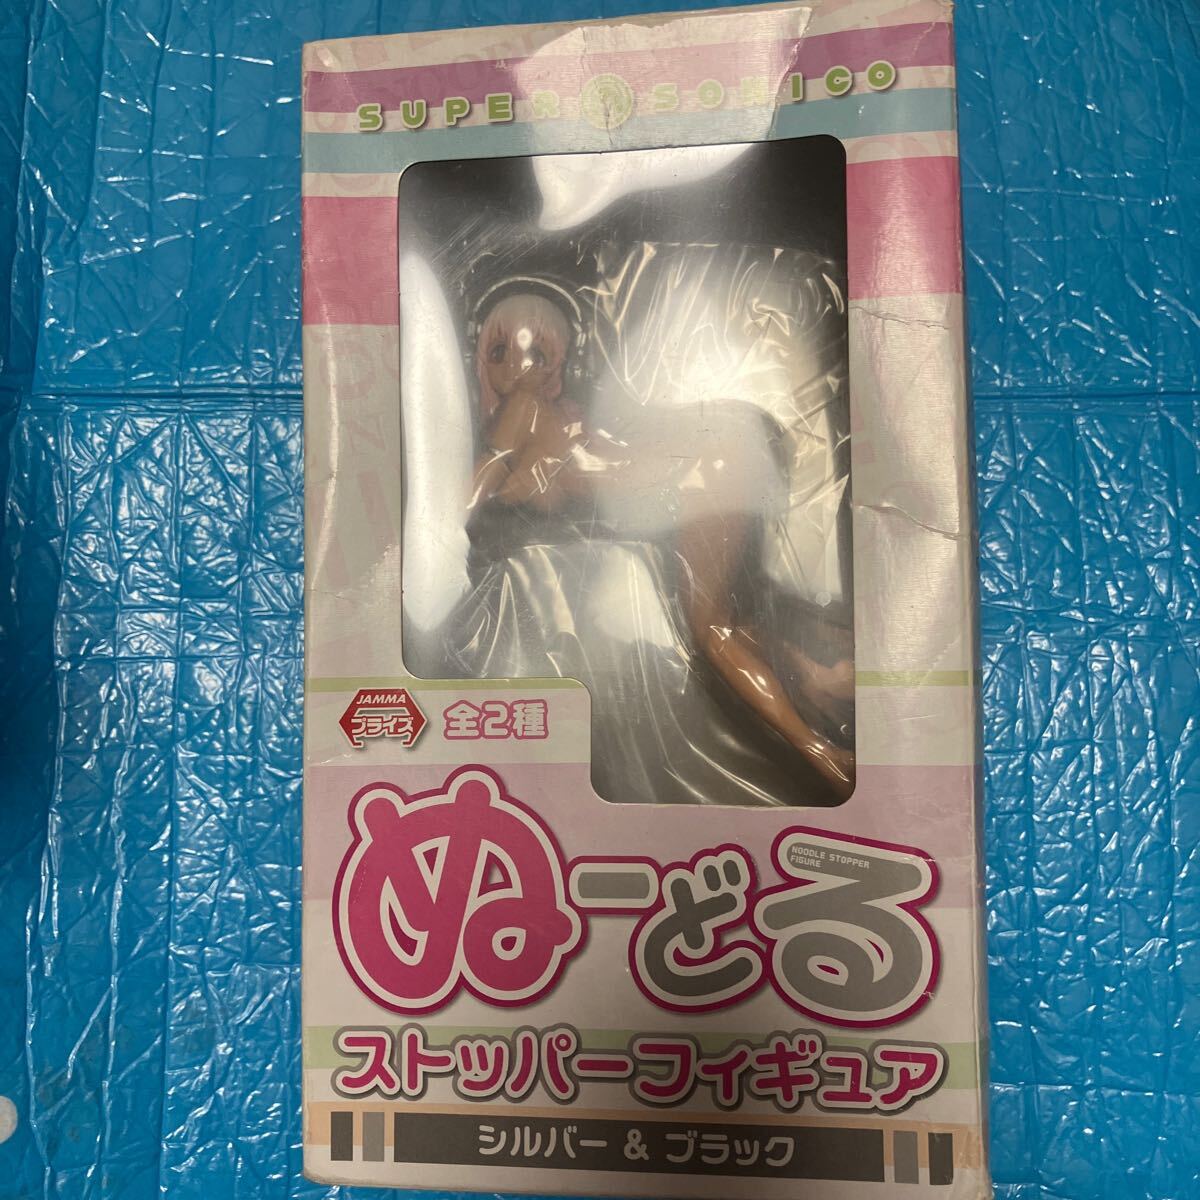 SUPER SONICO
JAMMA
プライズ
全2種
ぬーどる
NOODLE STOPPER
FIGURE
ストッパーフィギュア
シルバー & ブラック